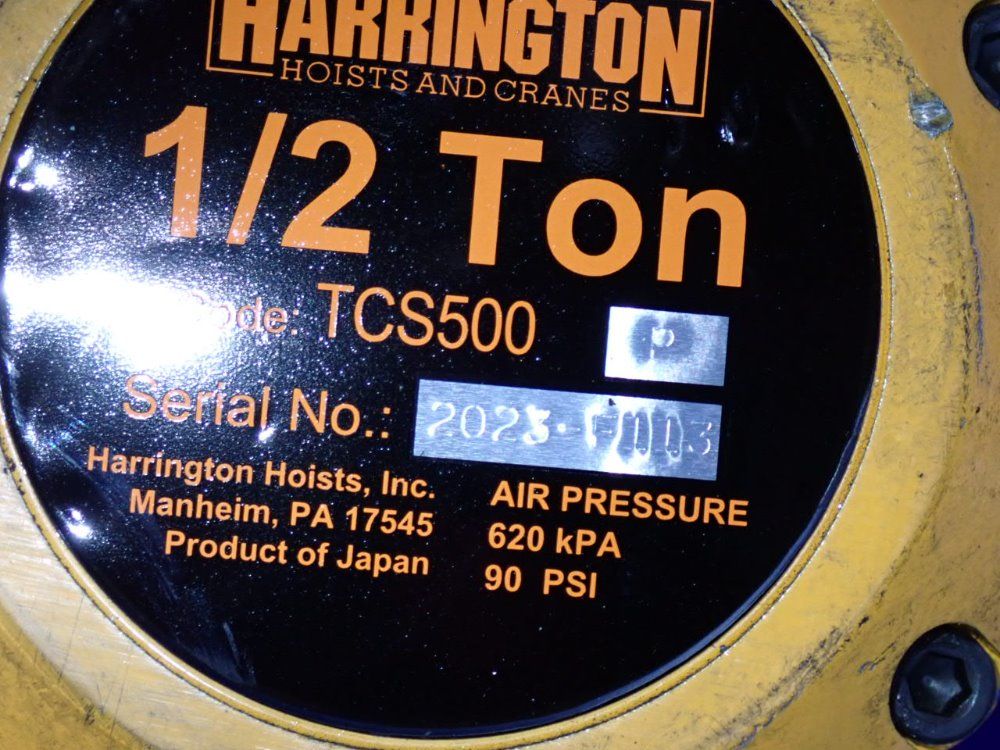 HARRINGTON
HOISTS AND CRANES
1/2 Ton
Code: TCS500 P
Serial No.:
Harrington Hoists, Inc.
Manheim, PA 17545
Product of Japan
AIR PRESSURE
620 kPA
90 PSI